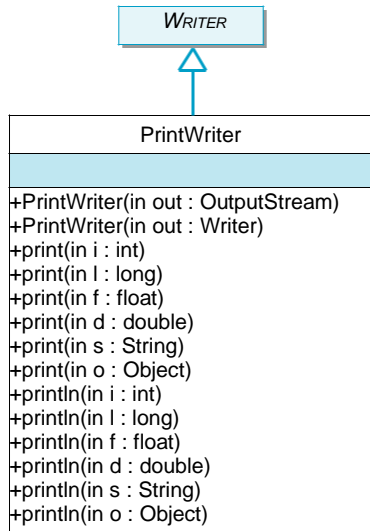 WRITER
PrintWriter
+PrintWriter(in out : OutputStream)
+PrintWriter(in out : Writer)
+print(in i : int)
+print(in l : long)
+print(in f : float)
+print(in d : double)
+print(in s : String)
+print(in o : Object)
+println(in i : int)
+println(in l : long)
+println(in f : float)
+println(in d : double)
+println(in s : String)
+println(in o : Object)